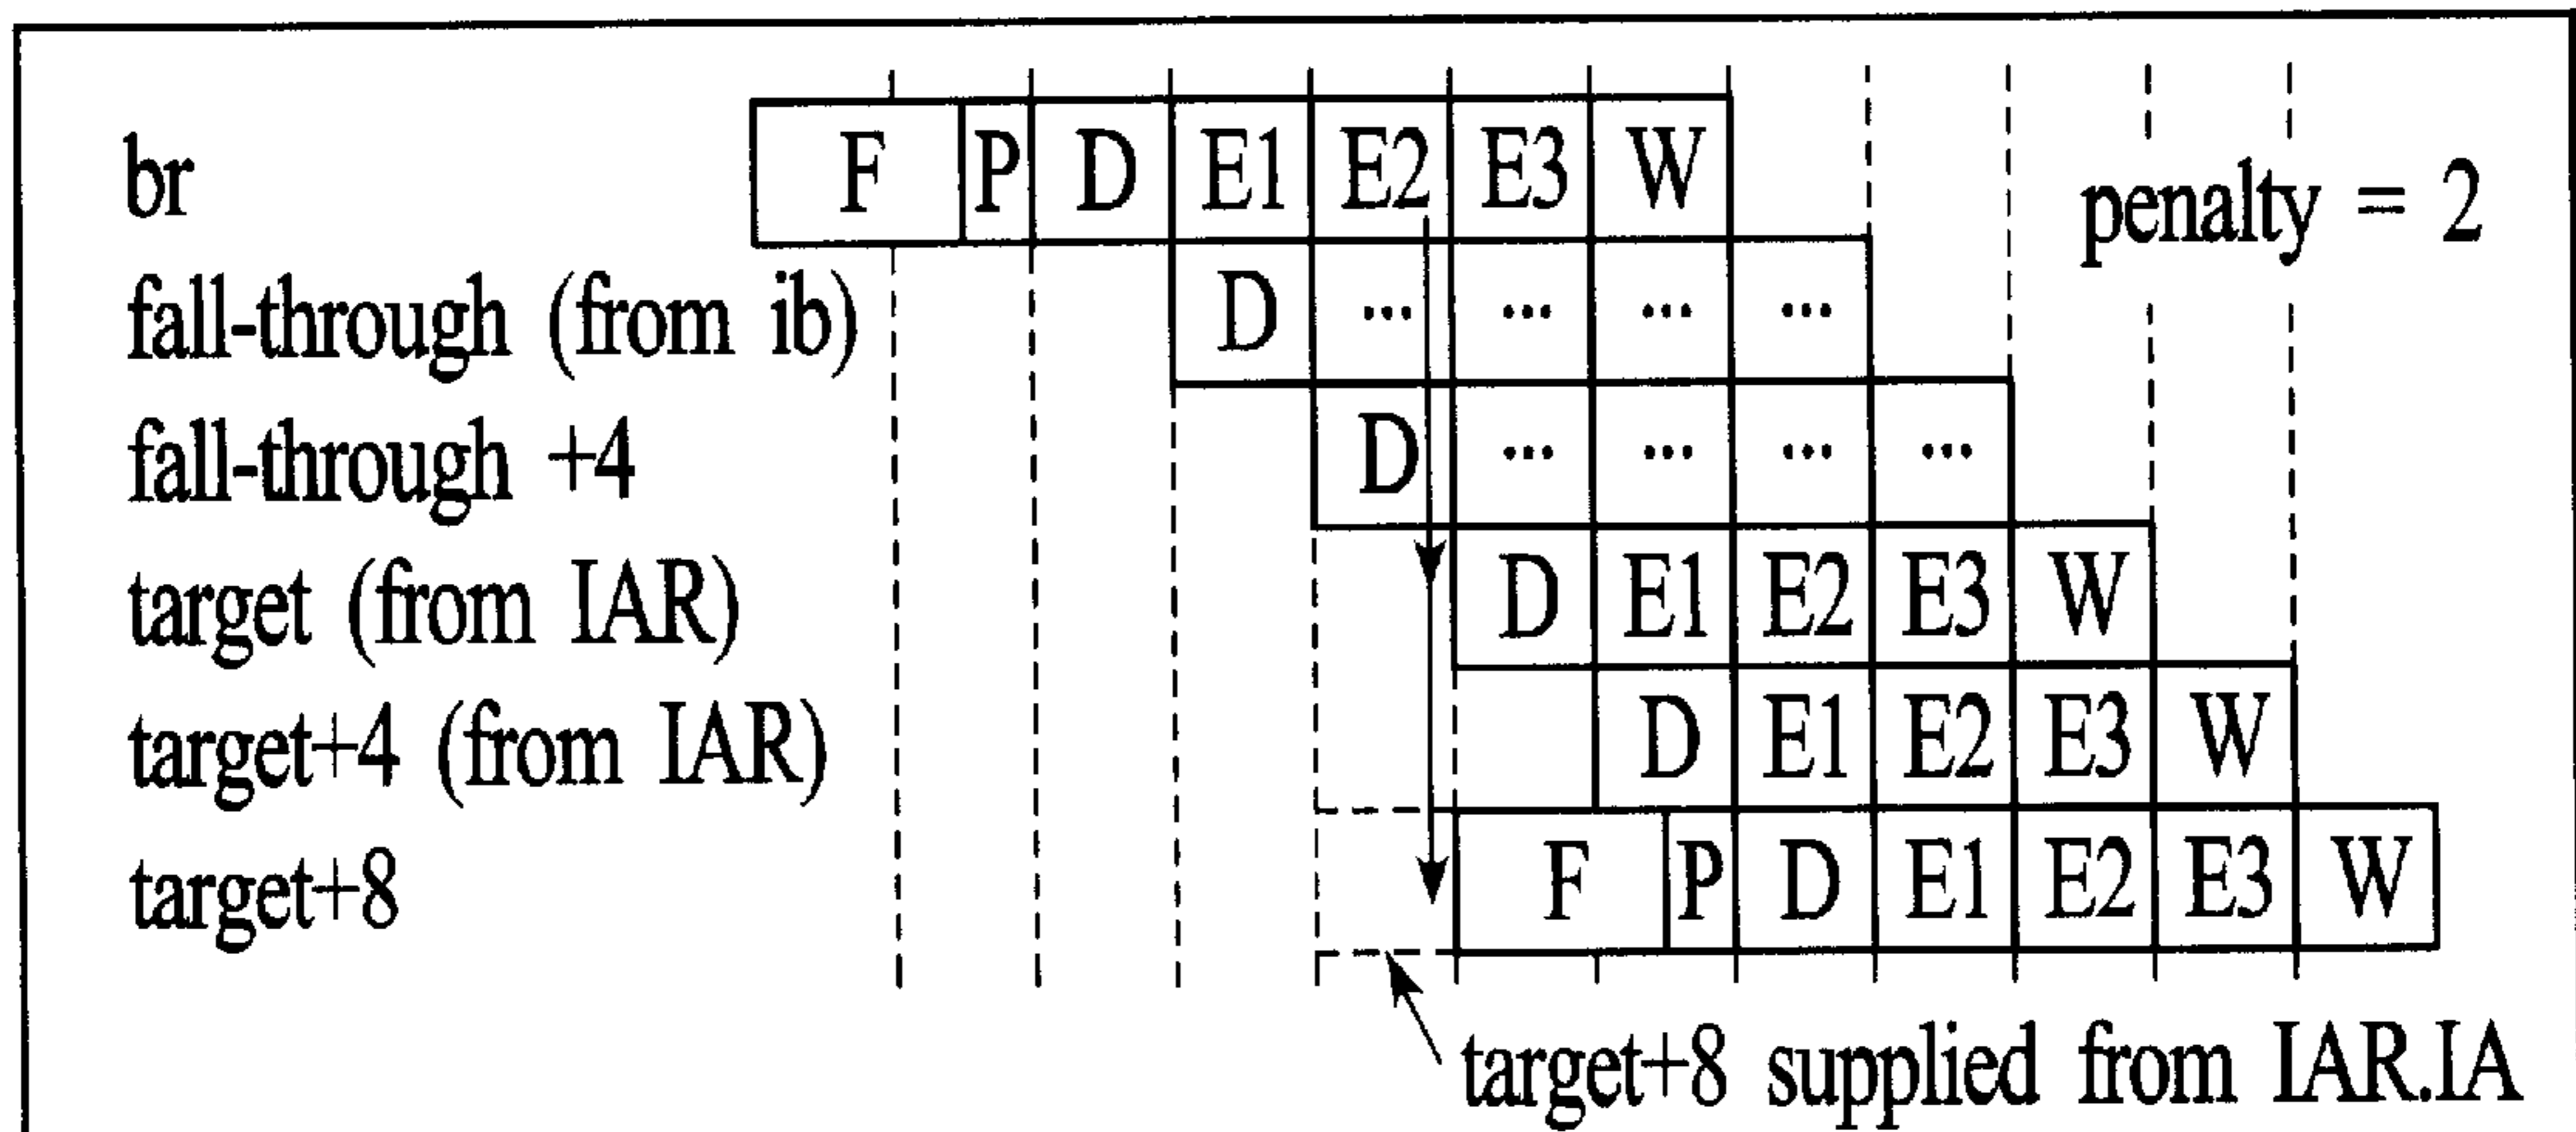 br F P D E1 E2 E3 W penalty = 2
fall-through (from ib) D ... ... ... ...
fall-through +4 D ... ... ... ...
target (from IAR) D E1 E2 E3 W
target+4 (from IAR) D E1 E2 E3 W
target+8 F P D E1 E2 E3 W
target+8 supplied from IAR.IA